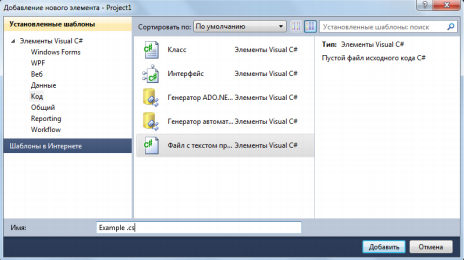 Добавление нового элемента - Project1
Установленные шаблоны
Сортировать по: По умолчанию
Установленные шаблоны: поиск
Элементы Visual C#
Windows Forms
WPF
Веб
Данные
Код
Общий
Reporting
Workflow
Шаблоны в Интернете
Класс Элементы Visual C#
Интерфейс Элементы Visual C#
Генератор ADO.NE... Элементы Visual C#
Генератор автомат... Элементы Visual C#
Файл с текстом пр... Элементы Visual C#
Тип: Элементы Visual C#
Пустой файл исходного кода C#
Имя: Example .cs
Добавить Отмена